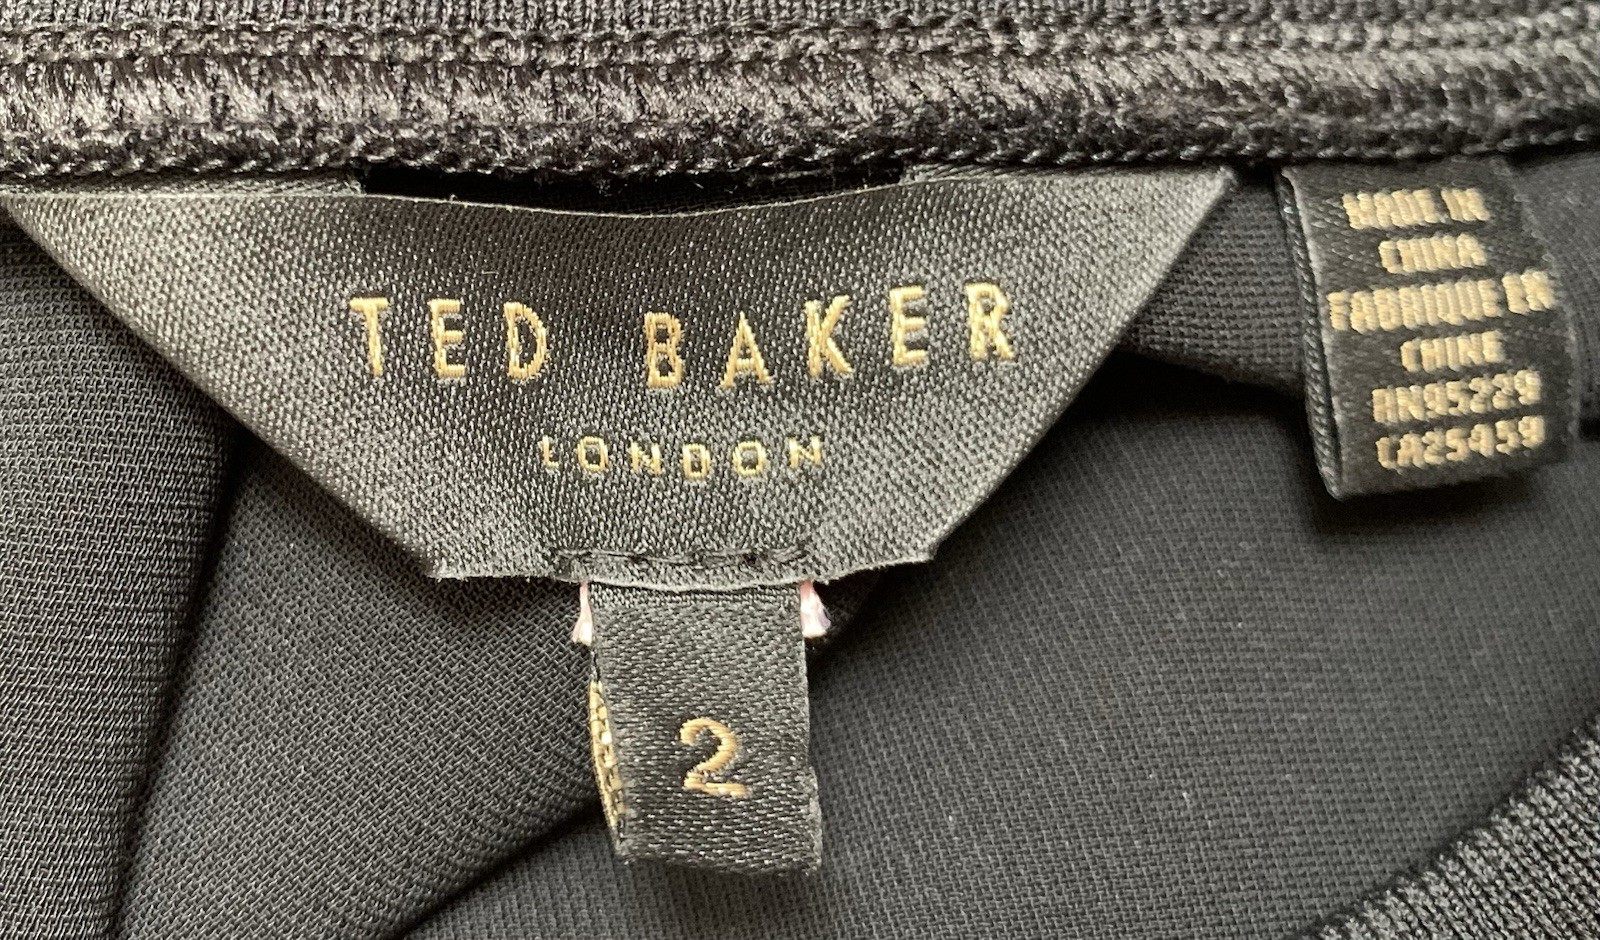 TED BAKER
LONDON
2
MADE IN
CHINA
FABRIQUE EN
CHINE
RN95229
CA25459